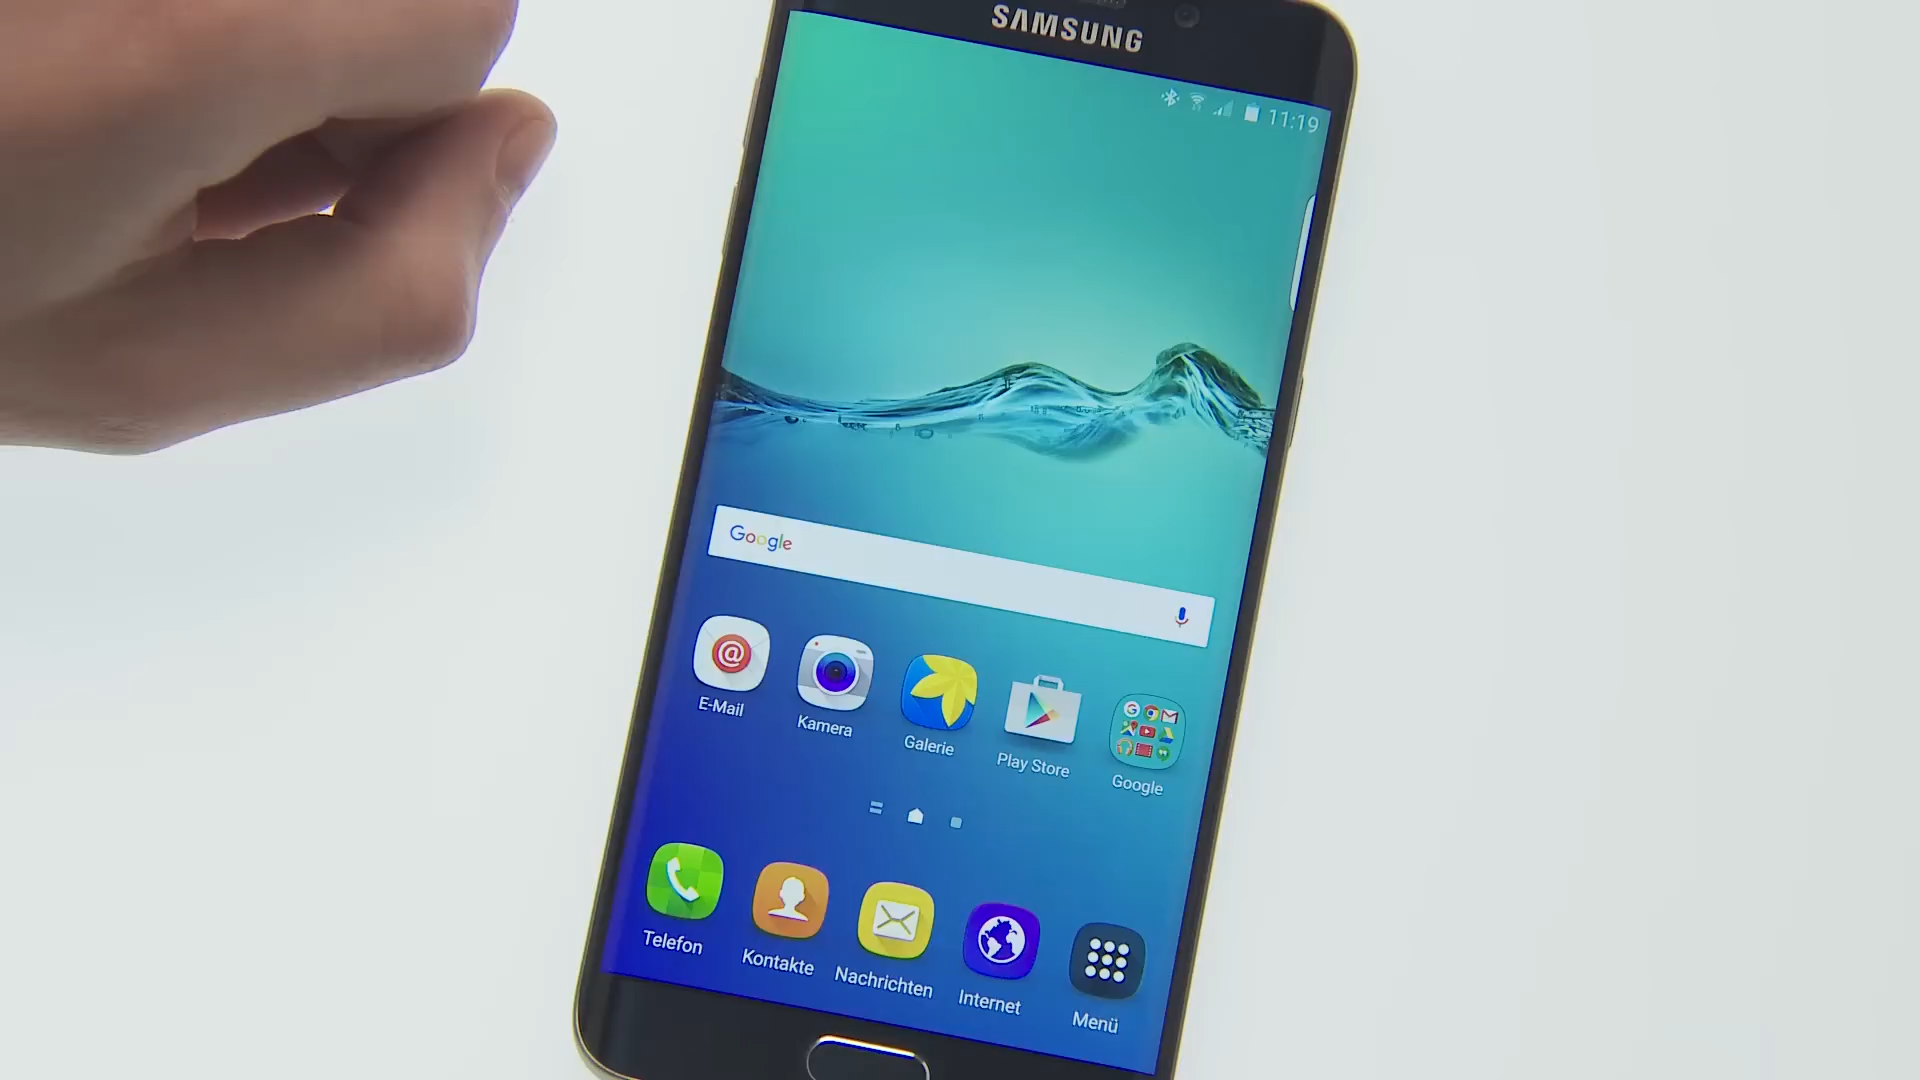 SAMSUNG
11:19
Google
E-Mail
Kamera
Galerie
Play Store
Google
Telefon
Kontakte
Nachrichten
Internet
Menü